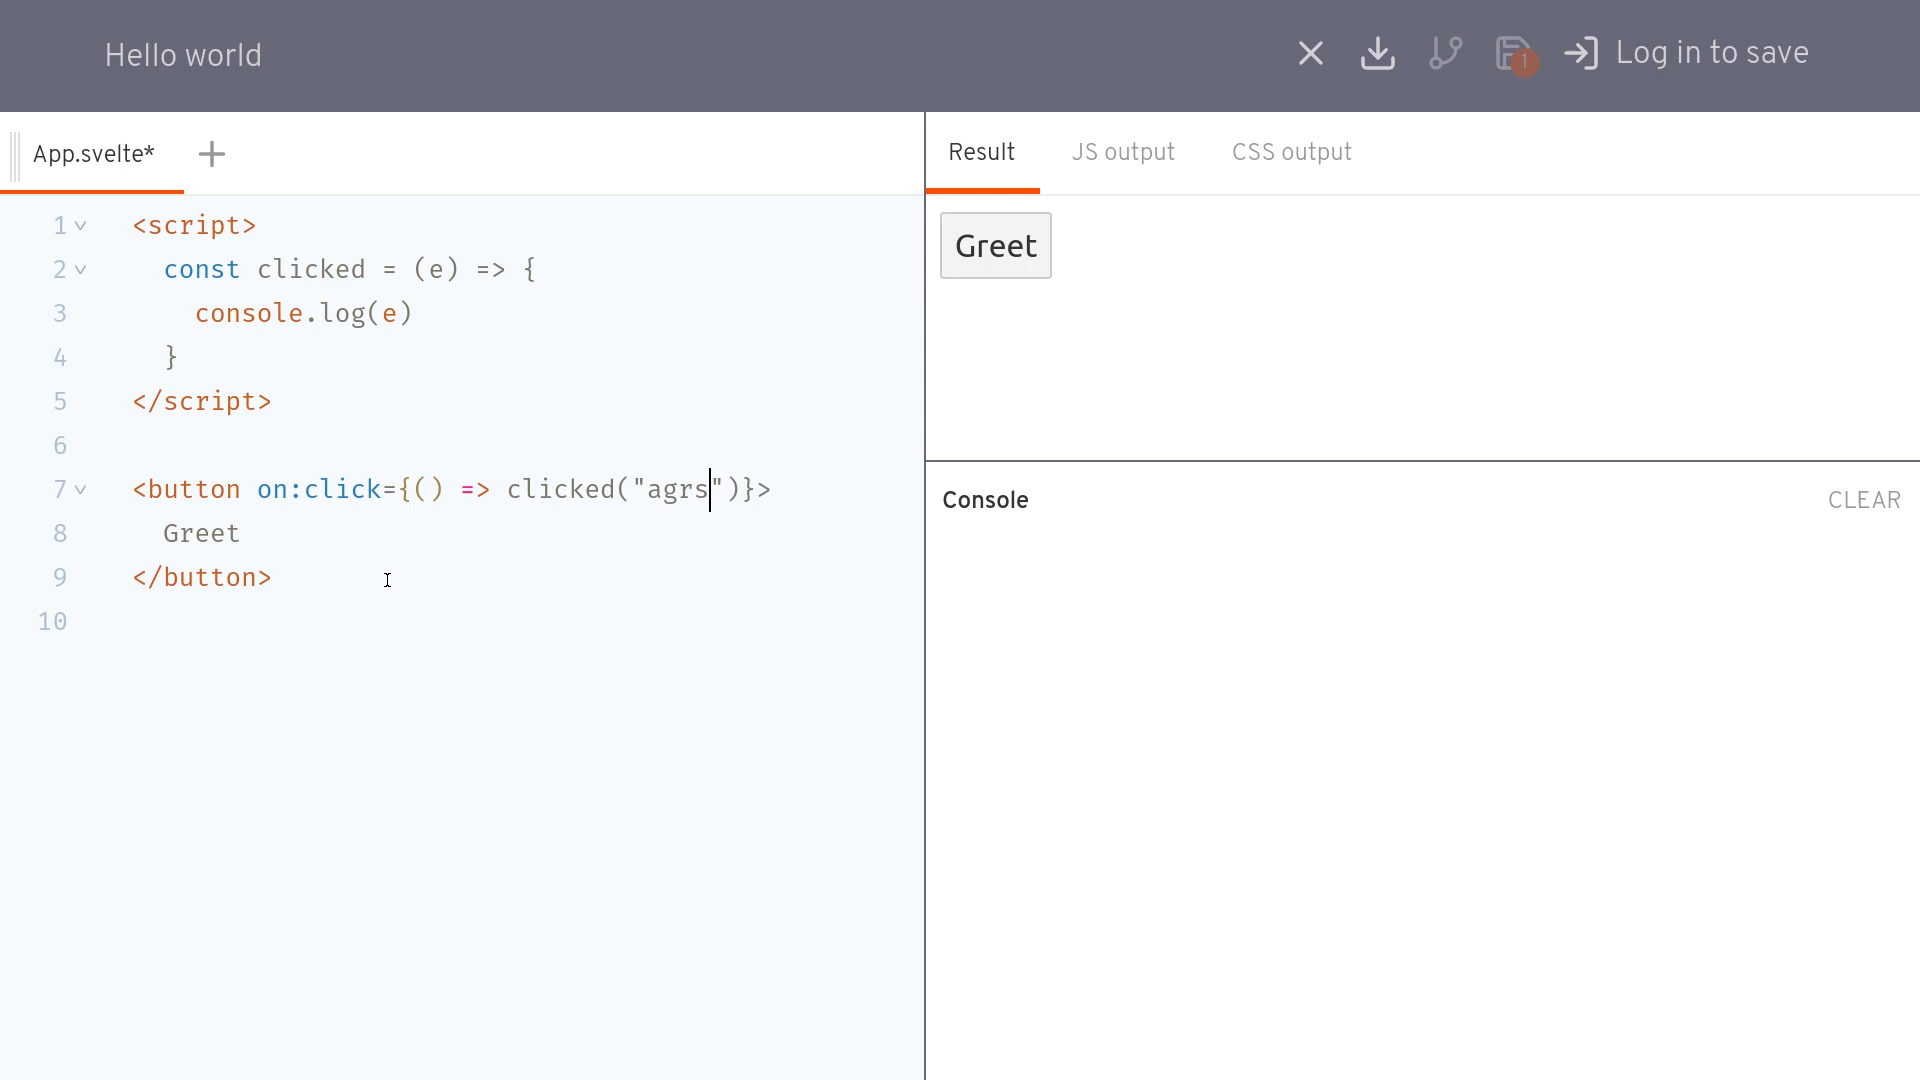 Hello world
1
Log in to save
App.svelte*
Result
JS output
CSS output
1 <script>
2 const clicked = (e) => {
3 console.log(e)
4 }
5 </script>
6
7 <button on:click={() => clicked("agrs")}>
8 Greet
9 </button>
10
Greet
Console
CLEAR